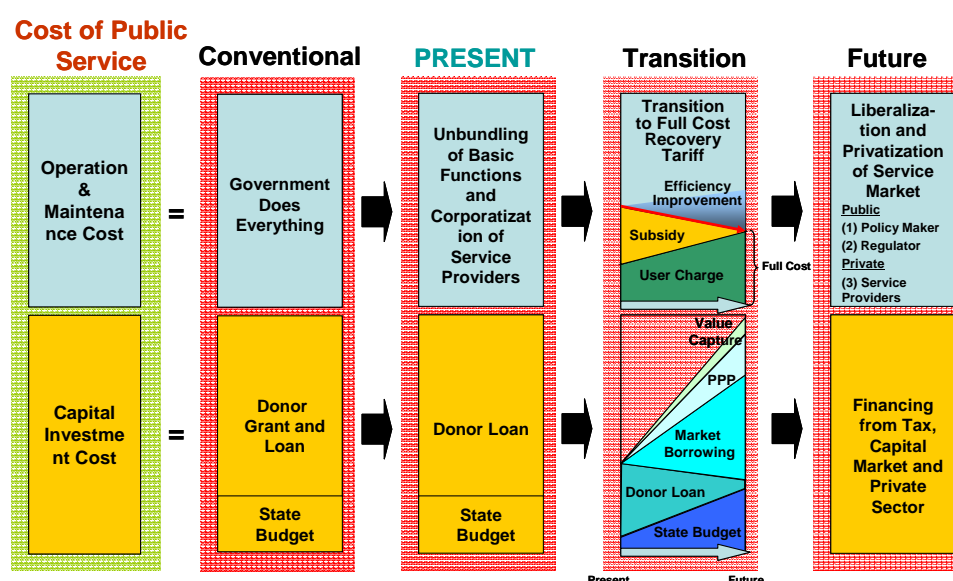 Cost of Public
Service
Conventional
PRESENT
Transition
Future
Operation
&
Maintena
nce Cost
=
Government
Does
Everything
Unbundling
of Basic
Functions
and
Corporatizat
ion of
Service
Providers
Transition
to Full Cost
Recovery
Tariff
Efficiency
Improvement
Subsidy
User Charge
Full Cost
Liberaliza-
tion and
Privatization
of Service
Market
Public
(1) Policy Maker
(2) Regulator
Private
(3) Service
Providers
Capital
Investme
nt Cost
=
Donor
Grant and
Loan
State
Budget
Donor Loan
State
Budget
Value
Capture
PPP
Market
Borrowing
Donor Loan
State Budget
Present
Future
Financing
from Tax,
Capital
Market and
Private
Sector